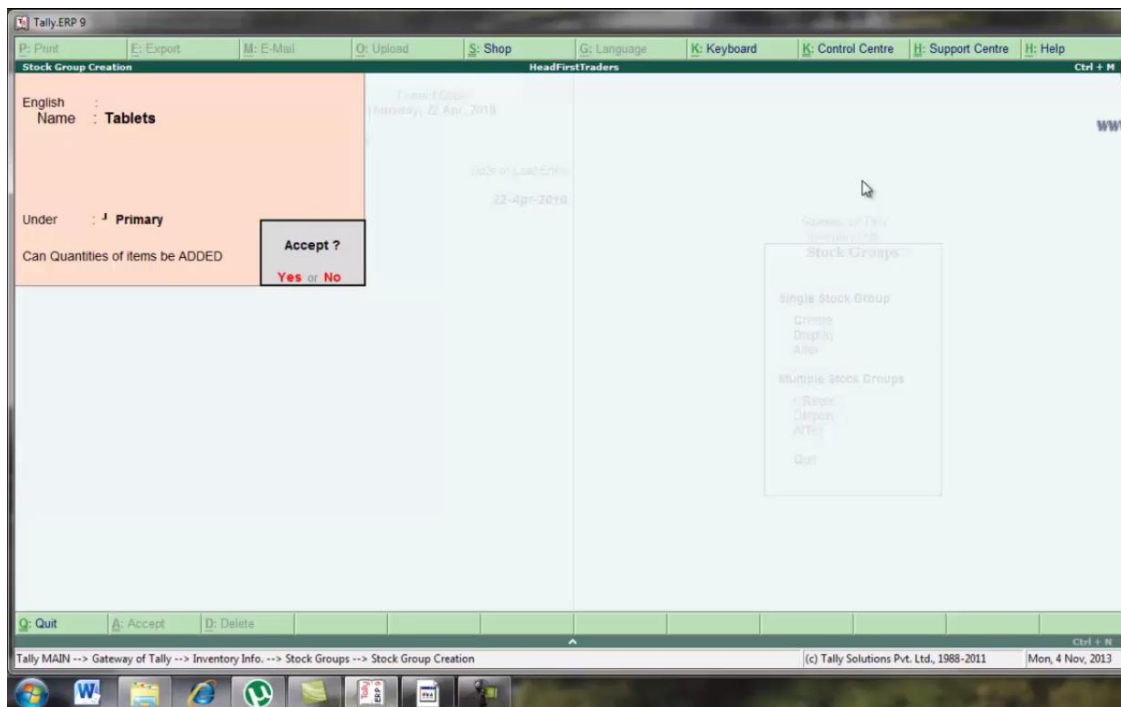 Tally.ERP 9
P: Print E: Export M: E-Mail O: Upload S: Shop G: Language K: Keyboard K: Control Centre H: Support Centre H: Help
Stock Group Creation HeadFirstTraders Ctrl + M
English :
Name : Tablets
22-Apr-2010
Under : Primary
Can Quantities of items be ADDED
Accept ?
Yes or No
Stock Groups
Single Stock Group
Create
Display
Alter
Multiple Stock Groups
Create
Display
Alter
Quit
Q: Quit A: Accept D: Delete
Ctrl + N
Tally MAIN --> Gateway of Tally --> Inventory Info. --> Stock Groups --> Stock Group Creation (c) Tally Solutions Pvt. Ltd., 1988-2011 Mon, 4 Nov, 2013